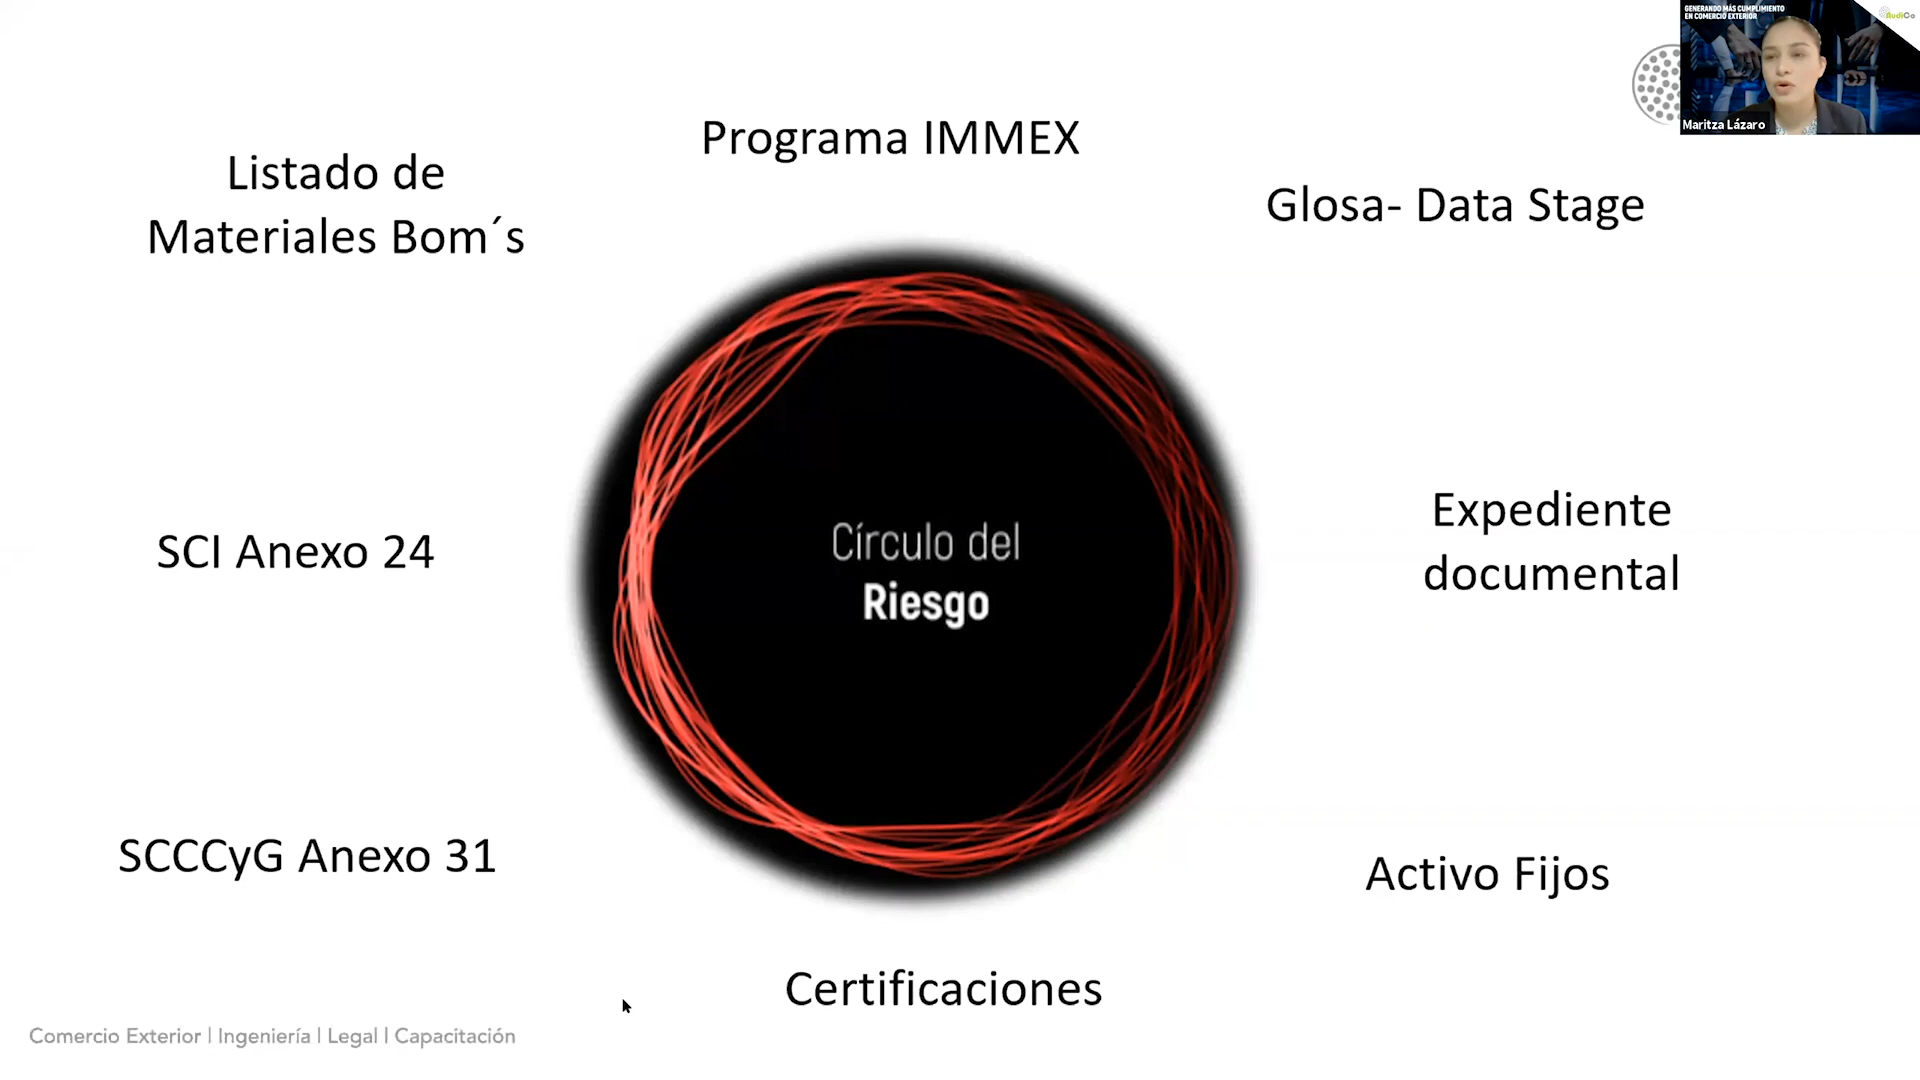 GENERANDO MÁS CUMPLIMIENTO
EN COMERCIO EXTERIOR
AudiCo
Maritza Lázaro
Programa IMMEX
Listado de
Materiales Bom´s
Glosa- Data Stage
Círculo del
Riesgo
SCI Anexo 24
Expediente
documental
SCCCyG Anexo 31
Activo Fijos
Certificaciones
Comercio Exterior | Ingeniería | Legal | Capacitación